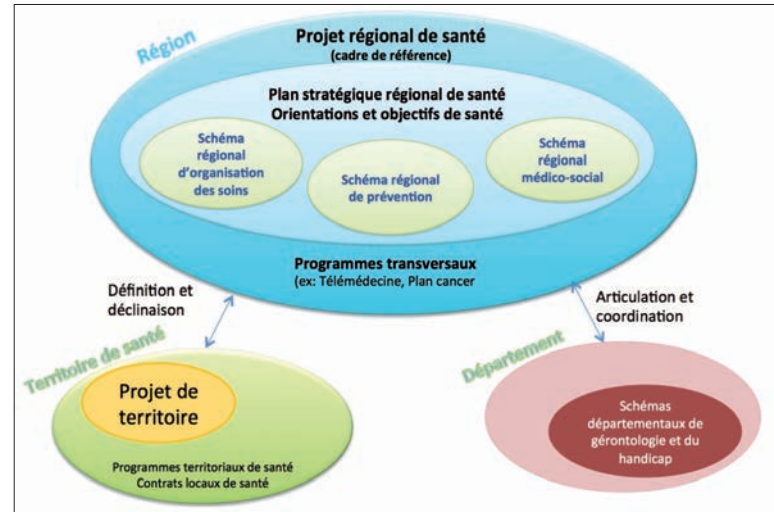 Région
Projet régional de santé
(cadre de référence)
Plan stratégique régional de santé
Orientations et objectifs de santé
Schéma
régional
d'organisation
des soins
Schéma régional
de prévention
Schéma
régional
médico-social
Programmes transversaux
(ex: Télémédecine, Plan cancer
Définition et
déclinaison
Articulation et
coordination
Territoire de santé
Projet de
territoire
Programmes territoriaux de santé
Contrats locaux de santé
Département
Schémas
départementaux de
gérontologie et du
handicap